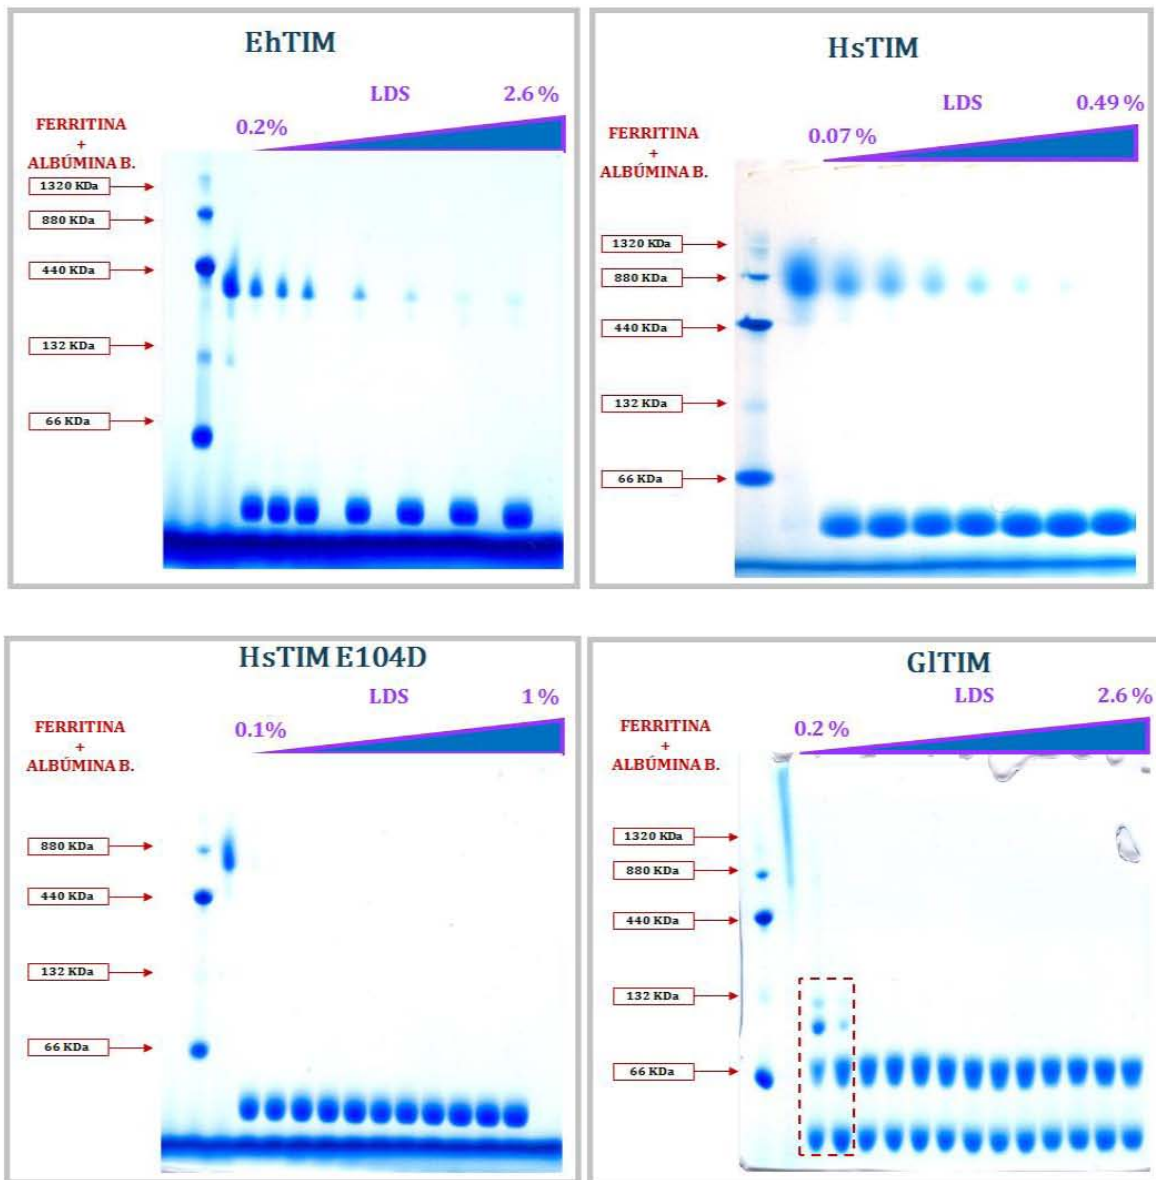 EhTIM
LDS
2.6 %
0.2%
FERRITINA
+
ALBÚMINA B.
1320 KDa
880 KDa
440 KDa
132 KDa
66 KDa
HsTIM
LDS
0.49 %
0.07 %
FERRITINA
+
ALBÚMINA B.
1320 KDa
880 KDa
440 KDa
132 KDa
66 KDa
HsTIM E104D
LDS
1 %
0.1%
FERRITINA
+
ALBÚMINA B.
880 KDa
440 KDa
132 KDa
66 KDa
GlTIM
LDS
2.6 %
0.2 %
FERRITINA
+
ALBÚMINA B.
1320 KDa
880 KDa
440 KDa
132 KDa
66 KDa